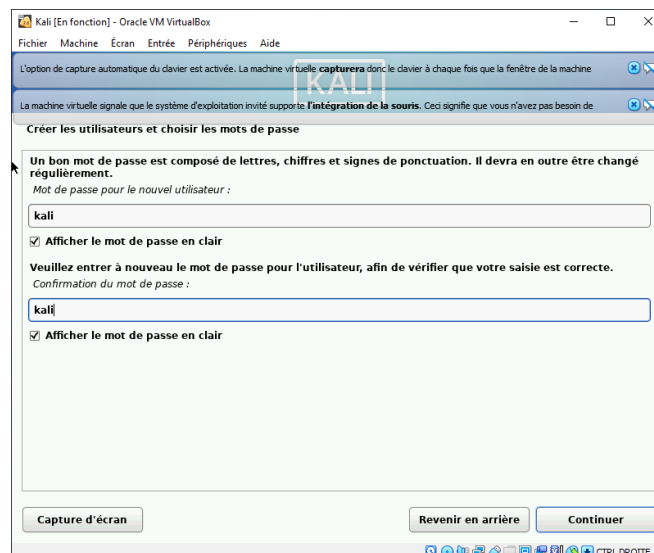 Kali [En fonction] - Oracle VM VirtualBox
Fichier Machine Écran Entrée Périphériques Aide
L'option de capture automatique du clavier est activée. La machine virtuelle capturera donc le clavier à chaque fois que la fenêtre de la machine
KALI
La machine virtuelle signale que le système d'exploitation invité supporte l'intégration de la souris. Ceci signifie que vous n'avez pas besoin de
Créer les utilisateurs et choisir les mots de passe
Un bon mot de passe est composé de lettres, chiffres et signes de ponctuation. Il devra en outre être changé
régulièrement.
Mot de passe pour le nouvel utilisateur :
kali
Afficher le mot de passe en clair
Veuillez entrer à nouveau le mot de passe pour l'utilisateur, afin de vérifier que votre saisie est correcte.
Confirmation du mot de passe :
kali
Afficher le mot de passe en clair
Capture d'écran
Revenir en arrière
Continuer
CTRL DROITE